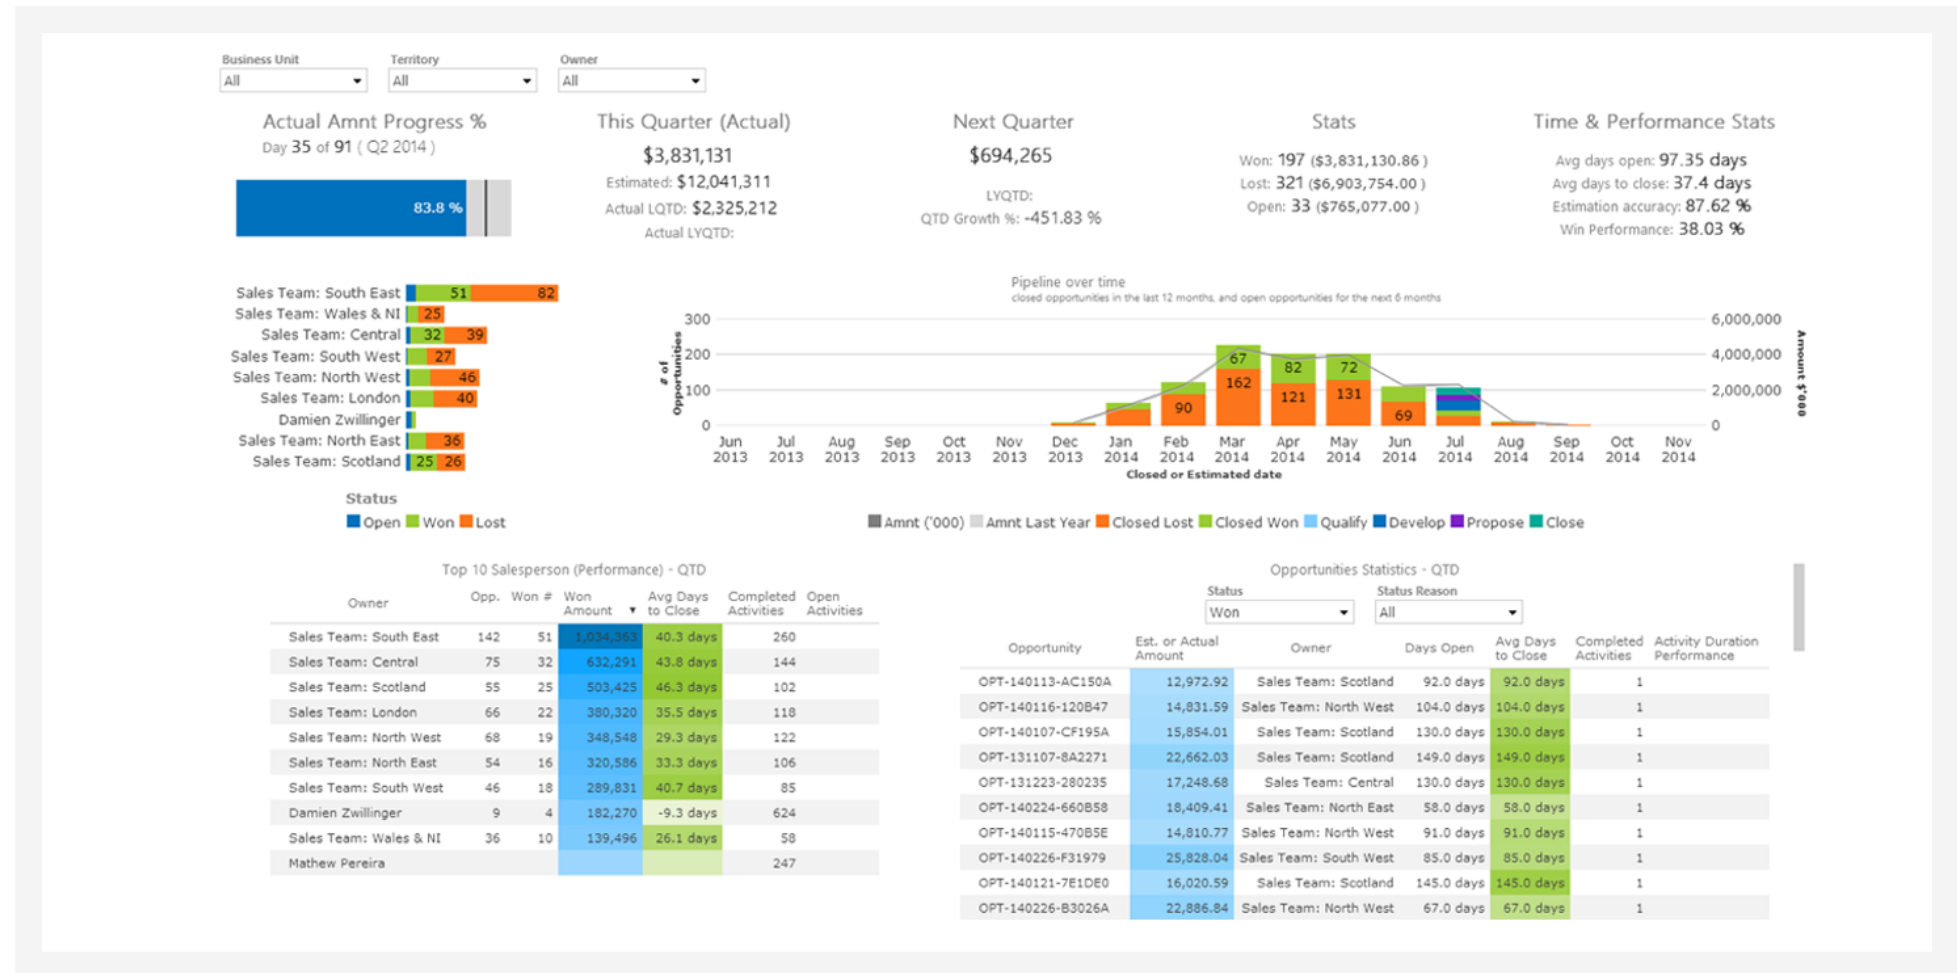 Business Unit Territory Owner
All All All
Actual Amnt Progress %
Day 35 of 91 ( Q2 2014 )
83.8 %
This Quarter (Actual)
$3,831,131
Estimated: $12,041,311
Actual LQTD: $2,325,212
Actual LYQTD:
Next Quarter
$694,265
LYQTD:
QTD Growth %: -451.83 %
Stats
Won: 197 ($3,831,130.86 )
Lost: 321 ($6,903,754.00 )
Open: 33 ($765,077.00 )
Time & Performance Stats
Avg days open: 97.35 days
Avg days to close: 37.4 days
Estimation accuracy: 87.62 %
Win Performance: 38.03 %
Sales Team: South East 51 82
Sales Team: Wales & NI 25
Sales Team: Central 32 39
Sales Team: South West 27
Sales Team: North West 46
Sales Team: London 40
Damien Zwillinger
Sales Team: North East 36
Sales Team: Scotland 25 26
Status
Open Won Lost
Pipeline over time
closed opportunities in the last 12 months, and open opportunities for the next 6 months
# of
Opportunities
300
200
100
0
6,000,000
4,000,000
2,000,000
0
Amount $'000
90
67
162
82
121
72
131
69
Jun Jul Aug Sep Oct Nov Dec Jan Feb Mar Apr May Jun Jul Aug Sep Oct Nov
2013 2013 2013 2013 2013 2013 2013 2014 2014 2014 2014 2014 2014 2014 2014 2014 2014 2014
Closed or Estimated date
Amnt ('000) Amnt Last Year Closed Lost Closed Won Qualify Develop Propose Close
Top 10 Salesperson (Performance) - QTD
Owner Opp. Won # Won Amount ▼ Avg Days to Close Completed Activities Open Activities
Sales Team: South East 142 51 1,034,363 40.3 days 260
Sales Team: Central 75 32 632,291 43.8 days 144
Sales Team: Scotland 55 25 503,425 46.3 days 102
Sales Team: London 66 22 380,320 35.5 days 118
Sales Team: North West 68 19 348,548 29.3 days 122
Sales Team: North East 54 16 320,586 33.3 days 106
Sales Team: South West 46 18 289,831 40.7 days 85
Damien Zwillinger 9 4 182,270 -9.3 days 624
Sales Team: Wales & NI 36 10 139,496 26.1 days 58
Mathew Pereira 247
Opportunities Statistics - QTD
Status Status Reason
Won All
Opportunity Est. or Actual Amount Owner Days Open Avg Days to Close Completed Activities Activity Duration Performance
OPT-140113-AC150A 12,972.92 Sales Team: Scotland 92.0 days 92.0 days 1
OPT-140116-120B47 14,831.59 Sales Team: North West 104.0 days 104.0 days 1
OPT-140107-CF195A 15,854.01 Sales Team: Scotland 130.0 days 130.0 days 1
OPT-131107-8A2271 22,662.03 Sales Team: Scotland 149.0 days 149.0 days 1
OPT-131223-280235 17,248.68 Sales Team: Central 130.0 days 130.0 days 1
OPT-140224-660B58 18,409.41 Sales Team: North East 58.0 days 58.0 days 1
OPT-140115-470B5E 14,810.77 Sales Team: North West 91.0 days 91.0 days 1
OPT-140226-F31979 25,828.04 Sales Team: South West 85.0 days 85.0 days 1
OPT-140121-7E1DE0 16,020.59 Sales Team: Scotland 145.0 days 145.0 days 1
OPT-140226-B3026A 22,886.84 Sales Team: North West 67.0 days 67.0 days 1